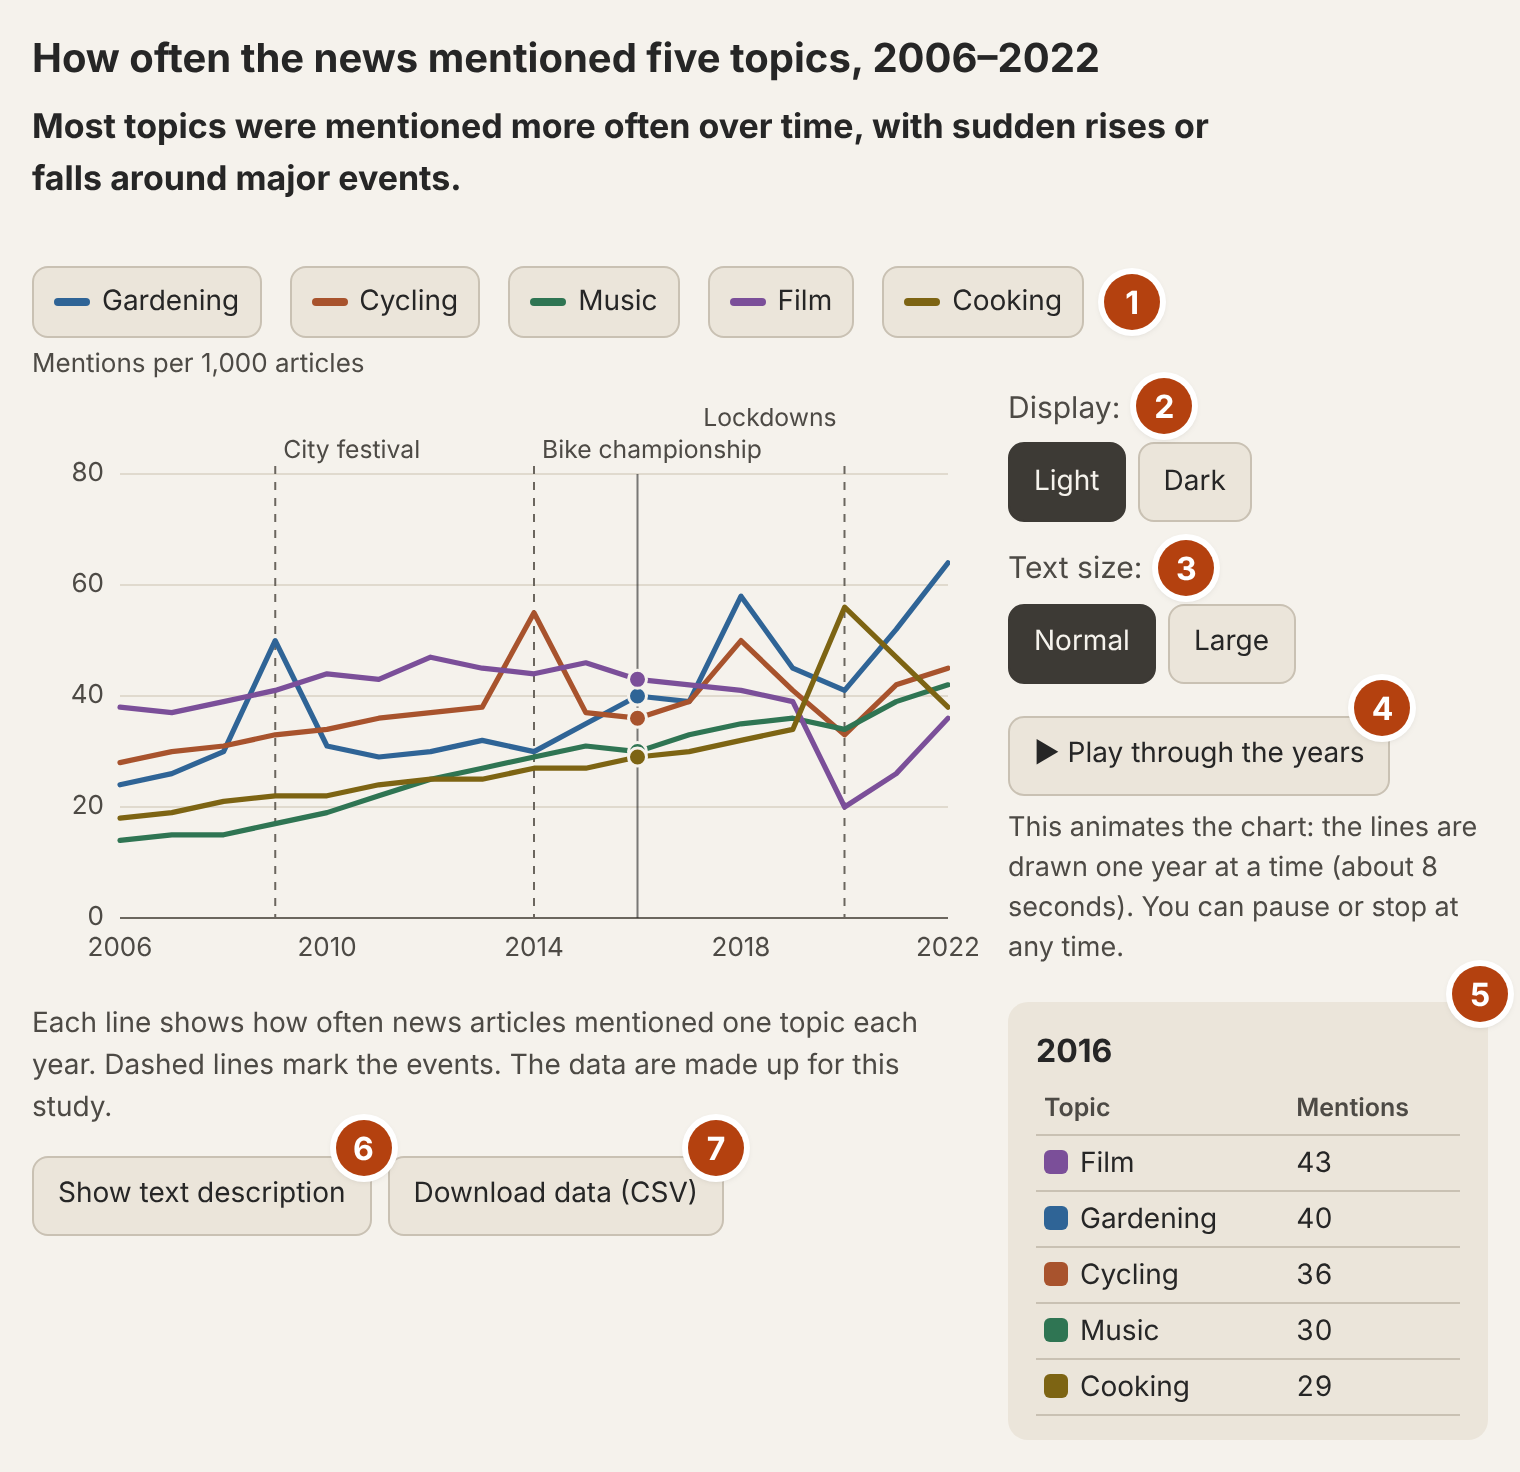 How often the news mentioned five topics, 2006–2022
Most topics were mentioned more often over time, with sudden rises or
falls around major events.
Gardening
Cycling
Music
Film
Cooking
1
Mentions per 1,000 articles
Lockdowns
City festival
Bike championship
80
60
40
20
0
2006
2010
2014
2018
2022
Display:
2
Light
Dark
Text size:
3
Normal
Large
4
▶ Play through the years
This animates the chart: the lines are
drawn one year at a time (about 8
seconds). You can pause or stop at
any time.
Each line shows how often news articles mentioned one topic each
year. Dashed lines mark the events. The data are made up for this
study.
6
Show text description
7
Download data (CSV)
5
2016
Topic Mentions
Film 43
Gardening 40
Cycling 36
Music 30
Cooking 29